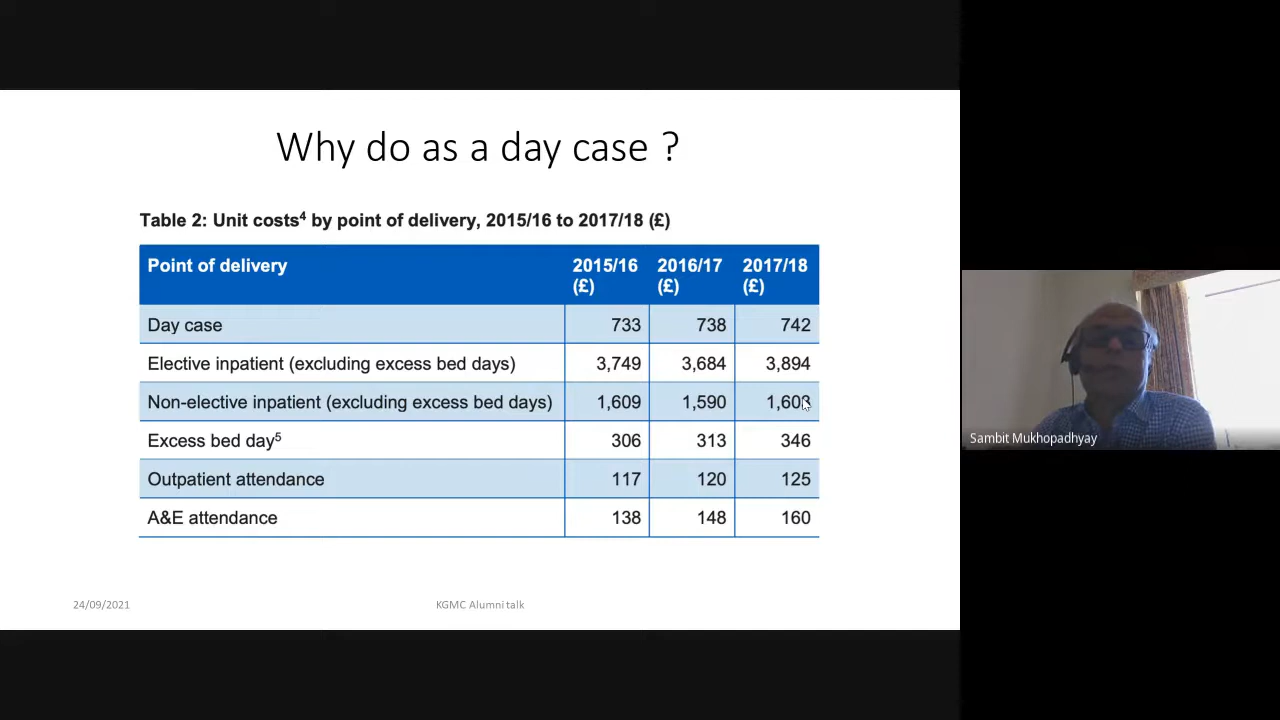 Why do as a day case ?
Table 2: Unit costs4 by point of delivery, 2015/16 to 2017/18 (£)
Point of delivery 2015/16 (£) 2016/17 (£) 2017/18 (£)
Day case 733 738 742
Elective inpatient (excluding excess bed days) 3,749 3,684 3,894
Non-elective inpatient (excluding excess bed days) 1,609 1,590
Excess bed day5 306 313 346
Outpatient attendance 117 120 125
A&E attendance 138 148 160
24/09/2021 KGMC Alumni talk
Sambit Mukhopadhyay